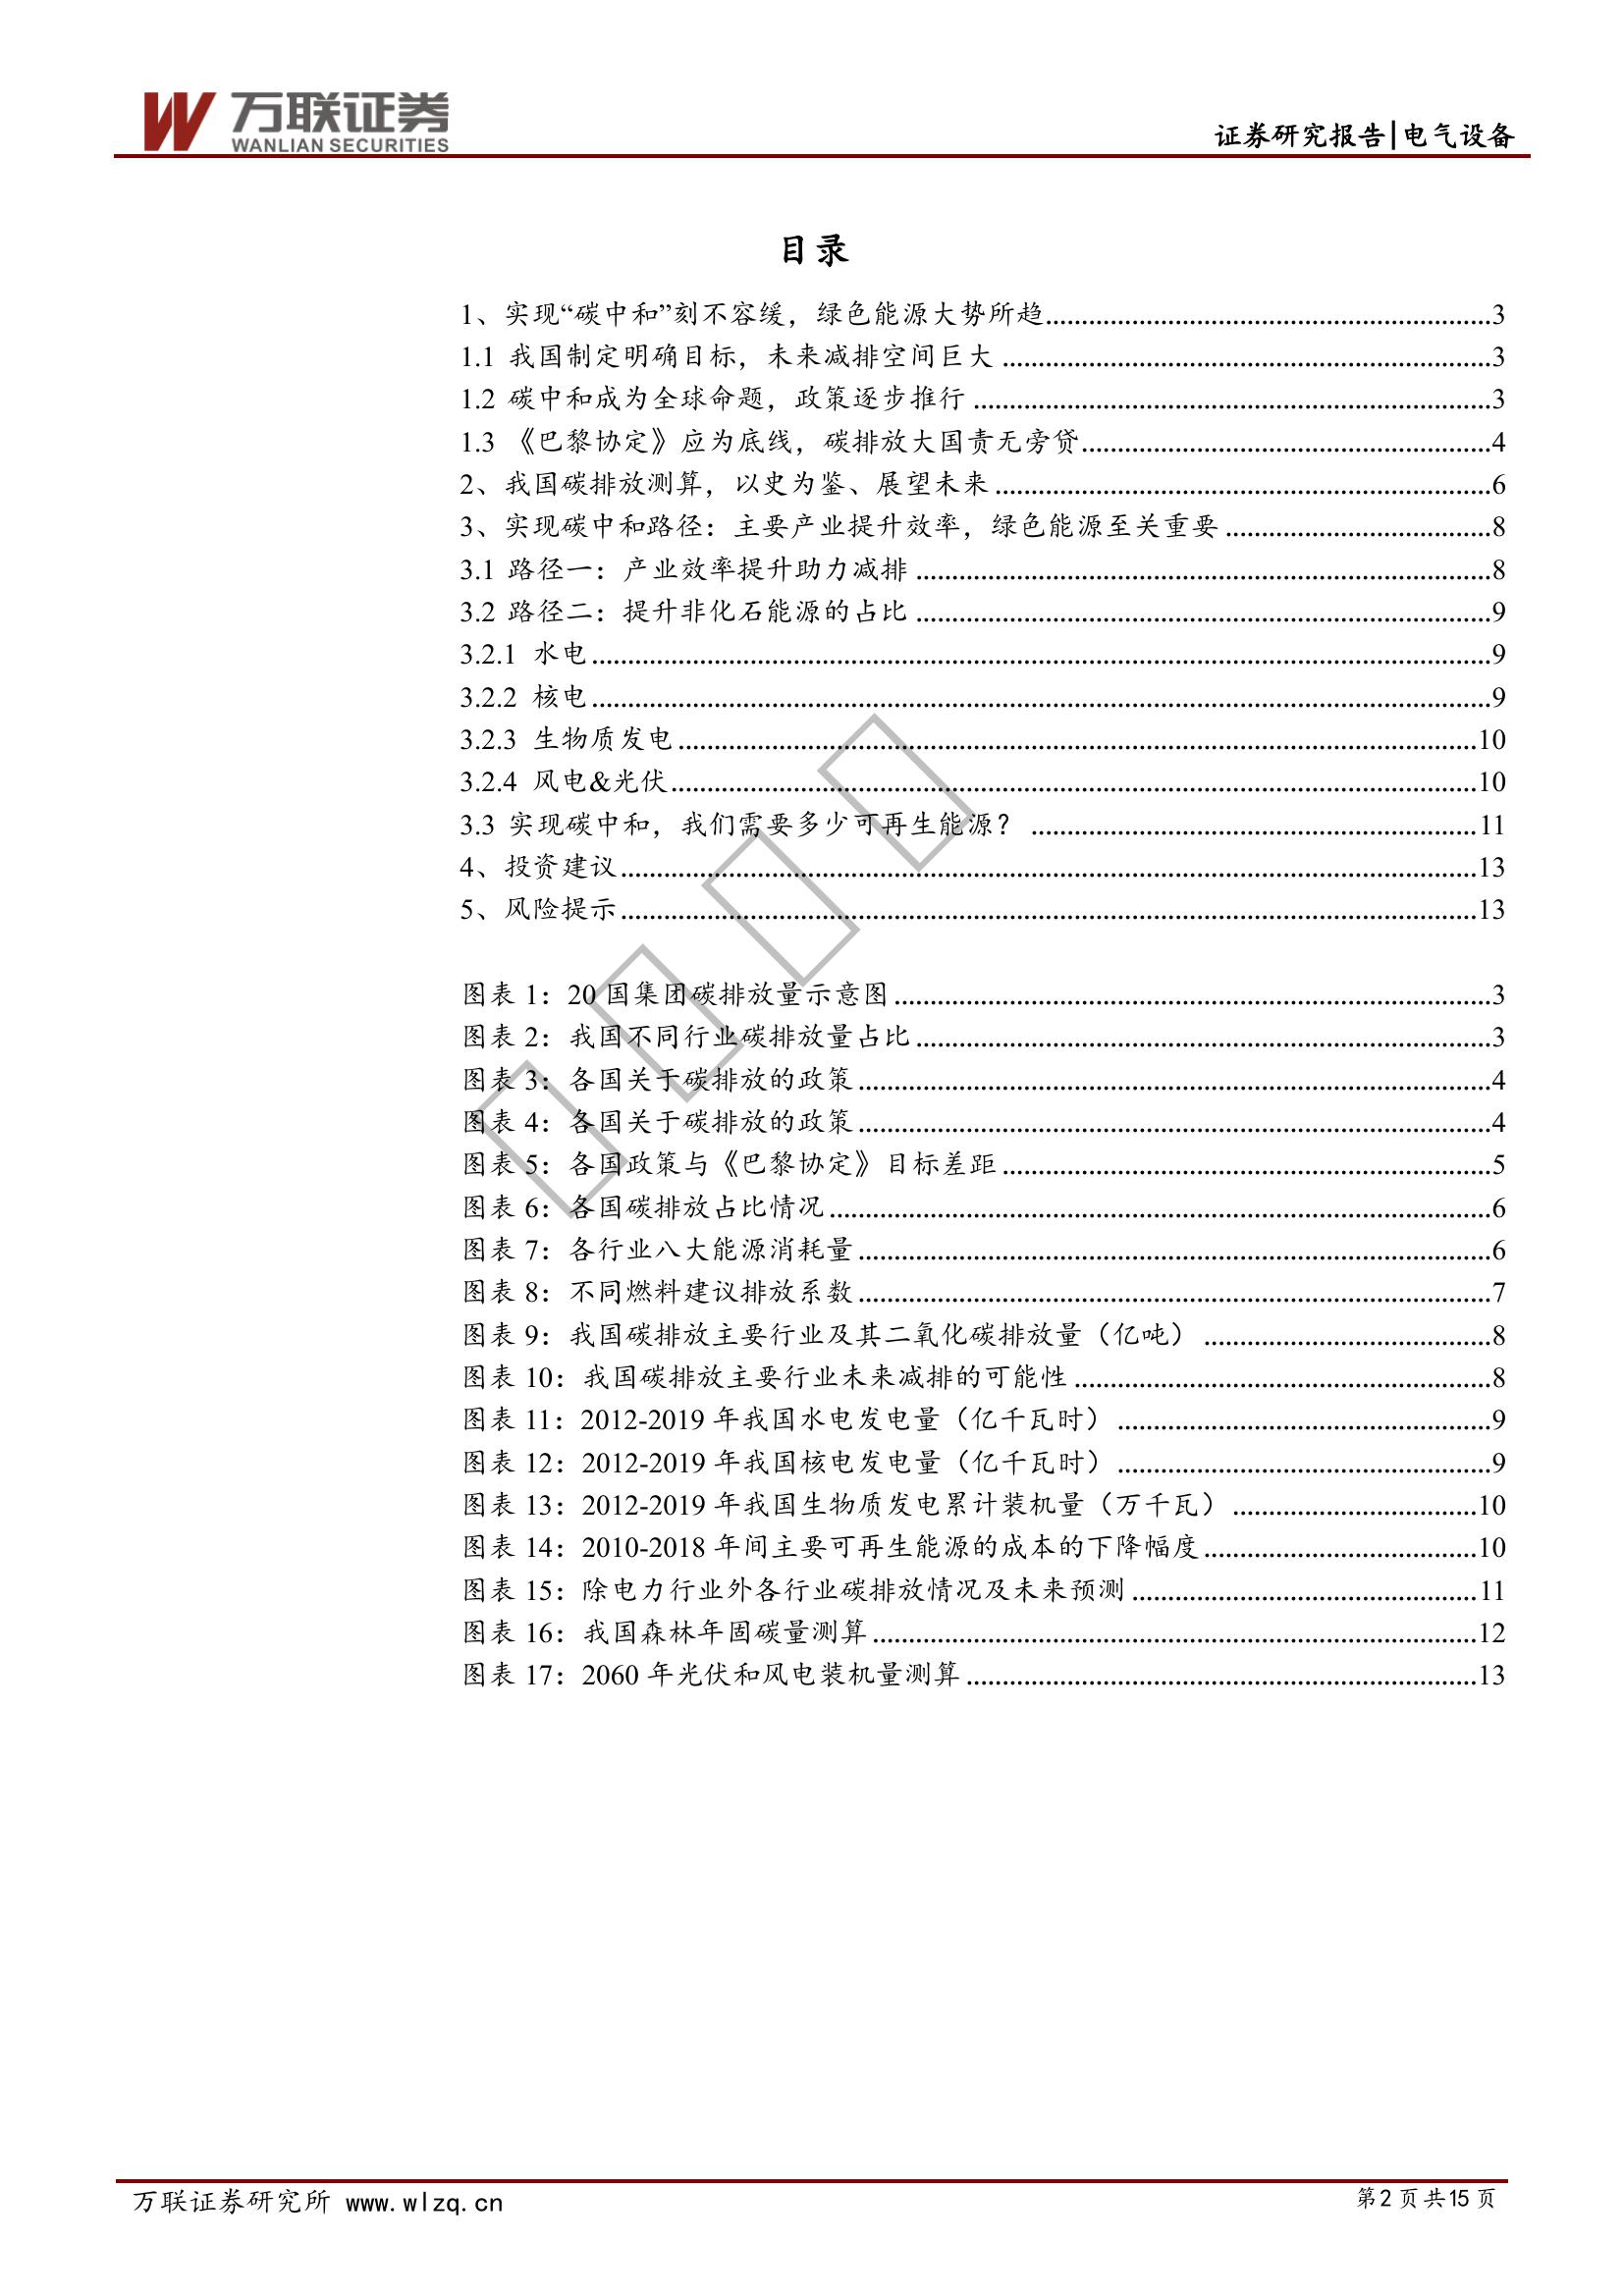 万联证券
WANLIAN SECURITIES
证券研究报告|电气设备
目录
1、实现“碳中和”刻不容缓，绿色能源大势所趋..............................3
1.1 我国制定明确目标，未来减排空间巨大..............................3
1.2 碳中和成为全球命题，政策逐步推行..............................3
1.3 《巴黎协定》应为底线，碳排放大国责无旁贷..............................4
2、我国碳排放测算，以史为鉴、展望未来..............................6
3、实现碳中和路径：主要产业提升效率，绿色能源至关重要..............................8
3.1 路径一：产业效率提升助力减排..............................8
3.2 路径二：提升非化石能源的占比..............................9
3.2.1 水电..............................9
3.2.2 核电..............................9
3.2.3 生物质发电..............................10
3.2.4 风电&光伏..............................10
3.3 实现碳中和，我们需要多少可再生能源？..............................11
4、投资建议..............................13
5、风险提示..............................13
图表 1：20 国集团碳排放量示意图..............................3
图表 2：我国不同行业碳排放量占比..............................3
图表 3：各国关于碳排放的政策..............................4
图表 4：各国关于碳排放的政策..............................4
图表 5：各国政策与《巴黎协定》目标差距..............................5
图表 6：各国碳排放占比情况..............................6
图表 7：各行业八大能源消耗量..............................6
图表 8：不同燃料建议排放系数..............................7
图表 9：我国碳排放主要行业及其二氧化碳排放量（亿吨）..............................8
图表 10：我国碳排放主要行业未来减排的可能性..............................8
图表 11：2012-2019 年我国水电发电量（亿千瓦时）..............................9
图表 12：2012-2019 年我国核电发电量（亿千瓦时）..............................9
图表 13：2012-2019 年我国生物质发电累计装机量（万千瓦）..............................10
图表 14：2010-2018 年间主要可再生能源的成本的下降幅度..............................10
图表 15：除电力行业外各行业碳排放情况及未来预测..............................11
图表 16：我国森林年固碳量测算..............................12
图表 17：2060 年光伏和风电装机量测算..............................13
万联证券研究所 www.wlzq.cn
第 2 页 共 15 页